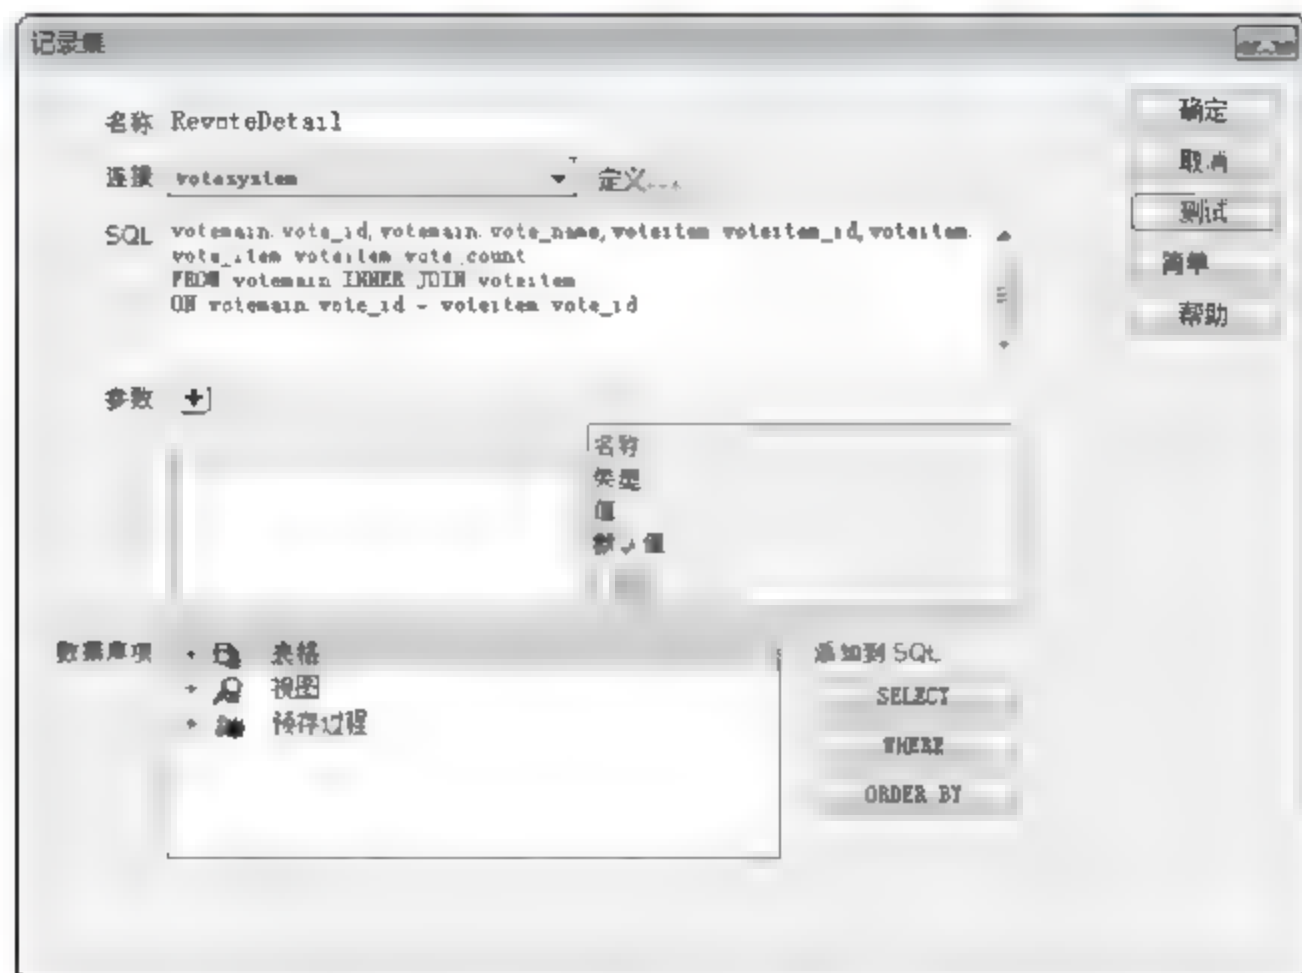 记录集
名称 RevoteDetail
确定
连接 votesystem 定义...
取消
SQL votemain.vote_id,votemain.vote_name,voteitem.voteitem_id,voteitem.
测试
vote_item voteitem vote_count
FROM votemain INNER JOIN voteitem
ON votemain.vote_id = voteitem.vote_id
简单
帮助
参数
名称
类型
值
默认值
数据库项 表格
视图
预存过程
添加到 SQL
SELECT
WHERE
ORDER BY